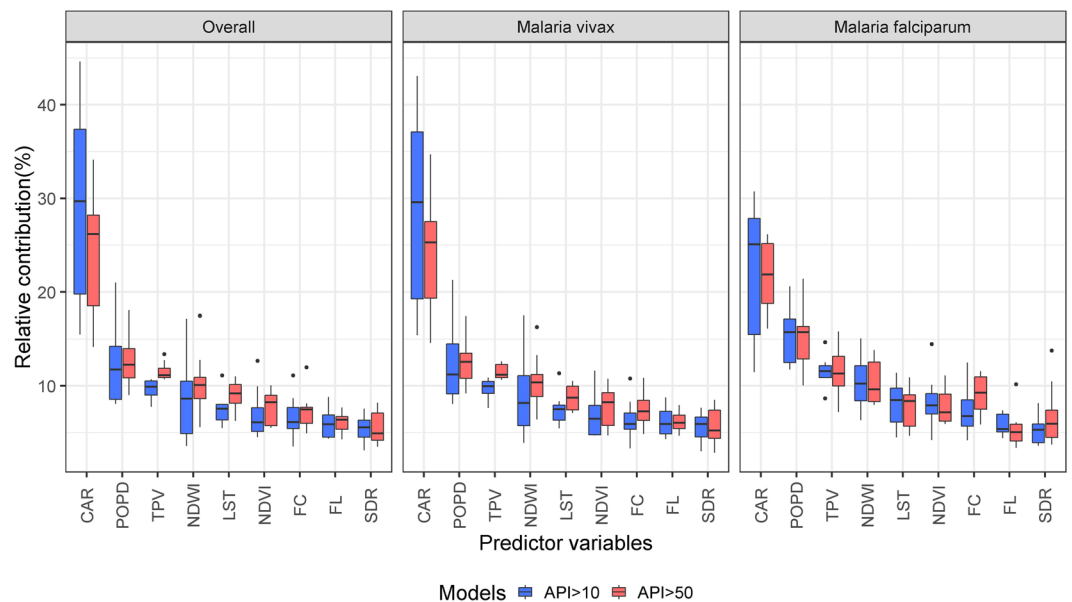 Overall
Malaria vivax
Malaria falciparum
Relative contribution(%)
40
30
20
10
CAR POPD TPV NDWI LST NDVI FC FL SDR
CAR POPD TPV NDWI LST NDVI FC FL SDR
CAR POPD TPV NDWI LST NDVI FC FL SDR
Predictor variables
Models API>10 API>50